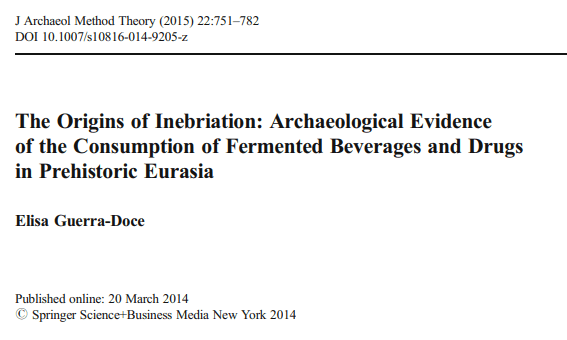 J Archaeol Method Theory (2015) 22:751–782
DOI 10.1007/s10816-014-9205-z
The Origins of Inebriation: Archaeological Evidence
of the Consumption of Fermented Beverages and Drugs
in Prehistoric Eurasia
Elisa Guerra-Doce
Published online: 20 March 2014
© Springer Science+Business Media New York 2014